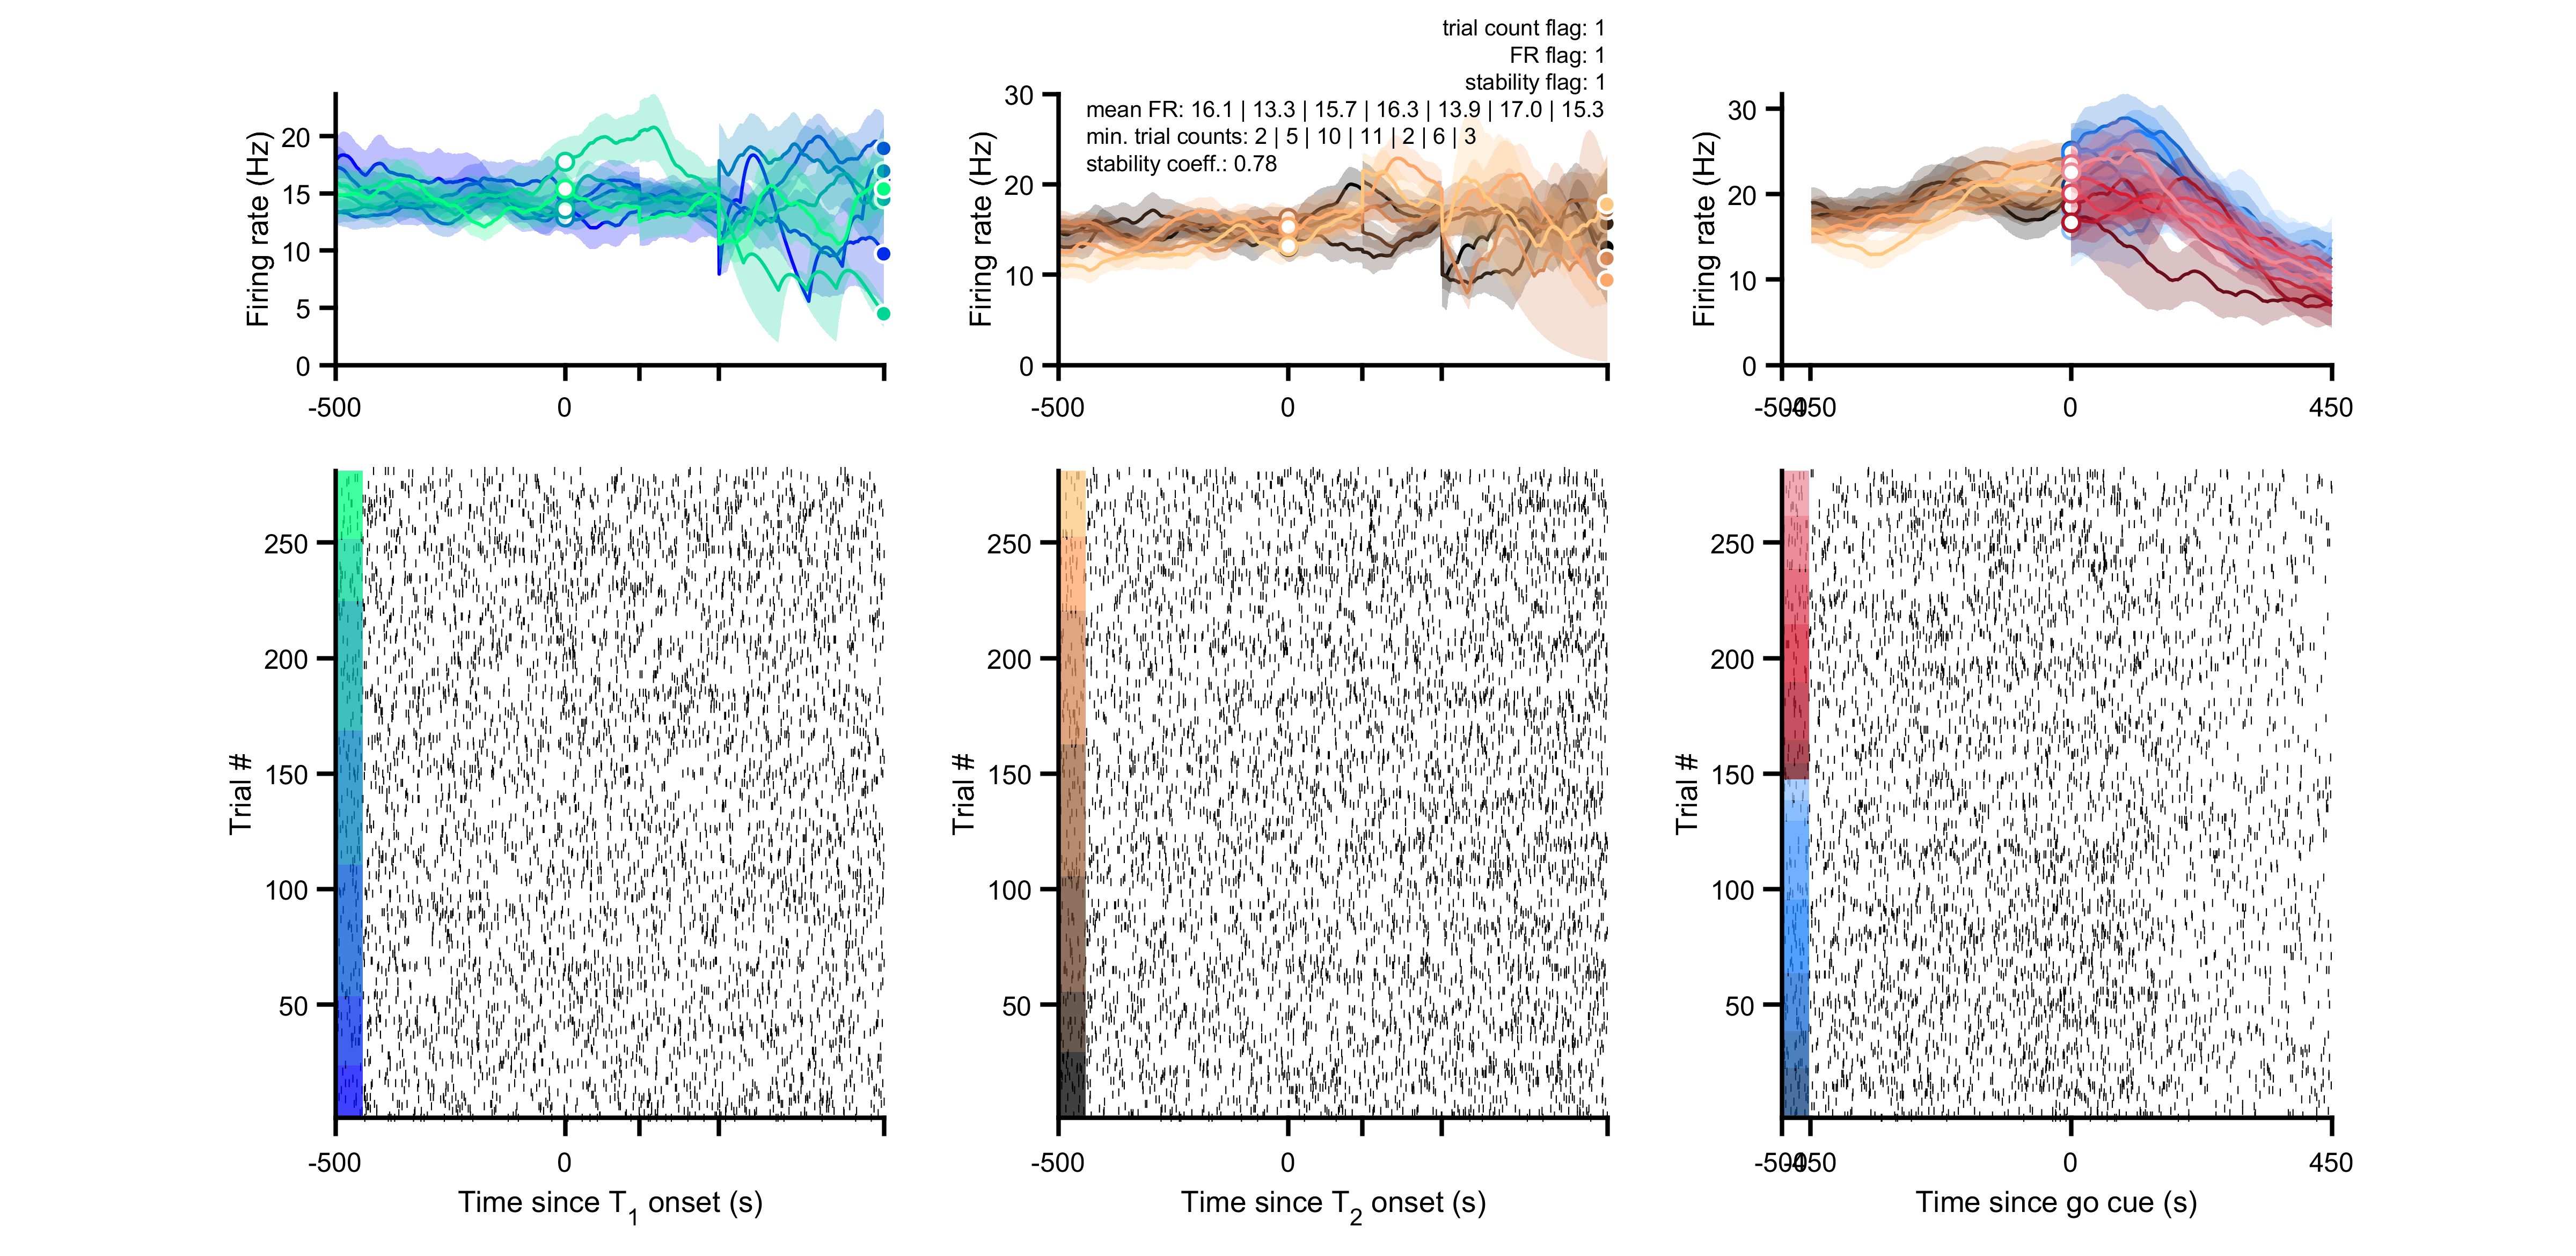 trial count flag: 1
FR flag: 1
stability flag: 1
mean FR: 16.1 | 13.3 | 15.7 | 16.3 | 13.9 | 17.0 | 15.3
min. trial counts: 2 | 5 | 10 | 11 | 2 | 6 | 3
stability coeff.: 0.78
Firing rate (Hz)
20
15
10
5
0
-500
0
Firing rate (Hz)
30
20
10
0
-500
0
Firing rate (Hz)
30
20
10
0
-500
-450
0
450
Trial #
250
200
150
100
50
-500
0
Time since T1 onset (s)
Trial #
250
200
150
100
50
-500
0
Time since T2 onset (s)
Trial #
250
200
150
100
50
-500
-450
0
450
Time since go cue (s)